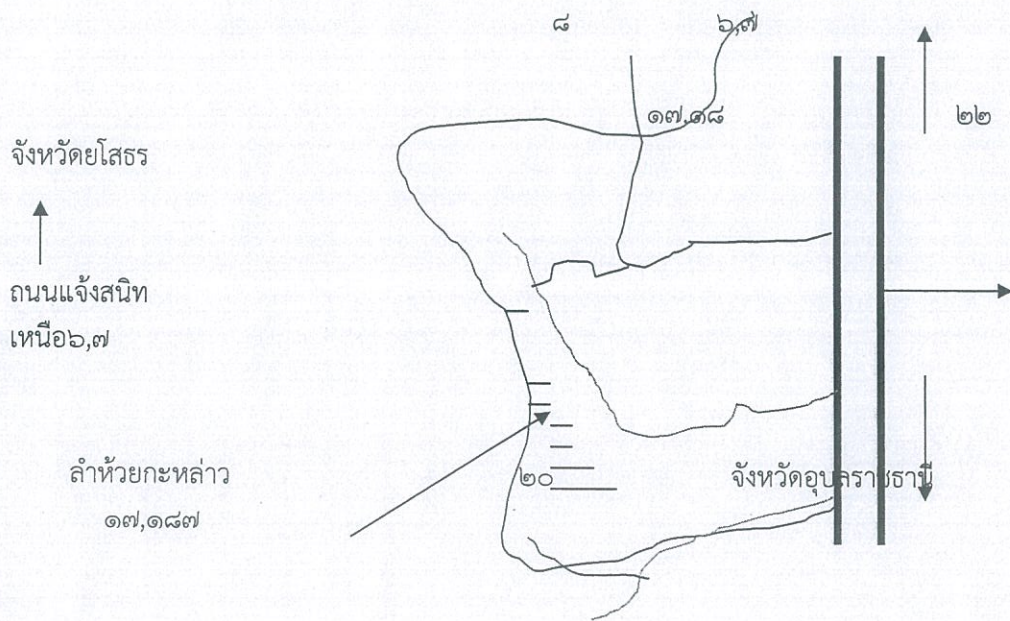 ๘
๖,๗
๑๗,๑๘
๒๒
จังหวัดยโสธร
ถนนแจ้งสนิท
เหนือ๖,๗
ลำห้วยกะหล่าว
๑๗,๑๘๗
๒๐
จังหวัดอุบลราชธานี